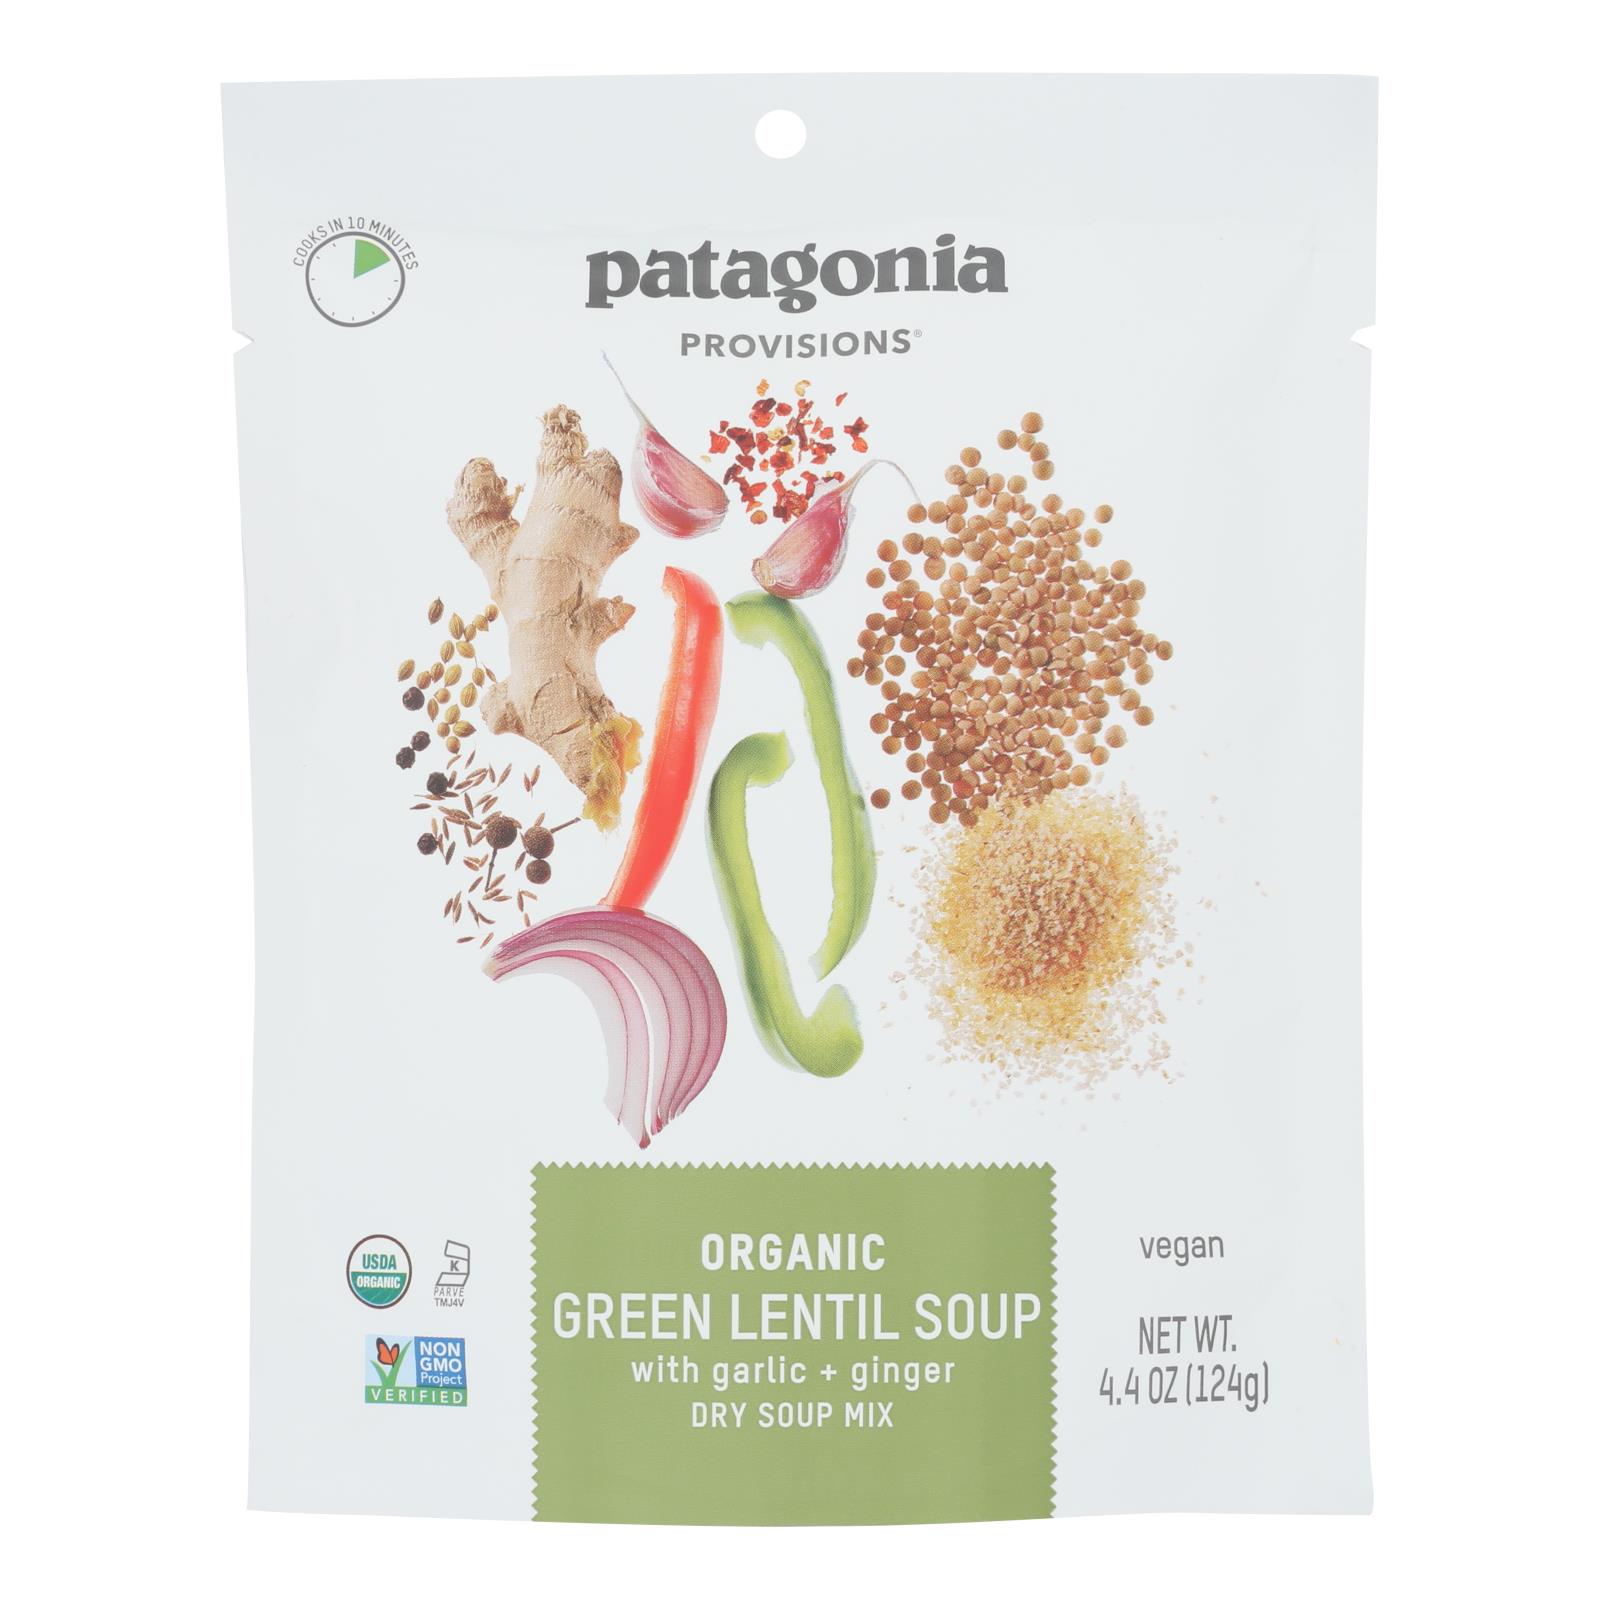 COOKS IN 10 MINUTES
patagonia
PROVISIONS®
ORGANIC
GREEN LENTIL SOUP
with garlic + ginger
DRY SOUP MIX
USDA
ORGANIC
K
PARVE
TMJ4V
NON
GMO
Project
VERIFIED
vegan
NET WT.
4.4 OZ (124g)